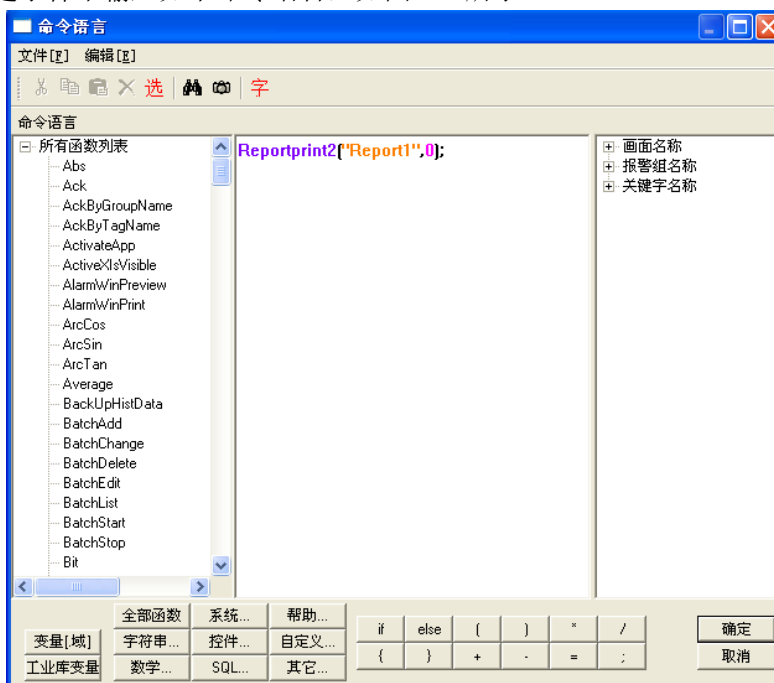 命令语言
文件[F] 编辑[E]
选 字
命令语言
所有函数列表
Abs
Ack
AckByGroupName
AckByTagName
ActivateApp
ActiveXIsVisible
AlarmWinPreview
AlarmWinPrint
ArcCos
ArcSin
ArcTan
Average
BackUpHistData
BatchAdd
BatchChange
BatchDelete
BatchEdit
BatchList
BatchStart
BatchStop
Bit
Reportprint2("Report1",0);
画面名称
报警组名称
关键字名称
全部函数 系统... 帮助...
变量[.域] 字符串... 控件... 自定义...
工业库变量 数学... SQL... 其它...
if else ( ) * /
{ } + - = ;
确定
取消